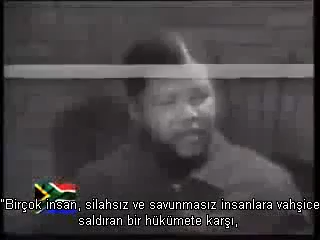 "Birçok insan, silahsız ve savunmasız insanlara vahşice
saldıran bir hükümete karşı,